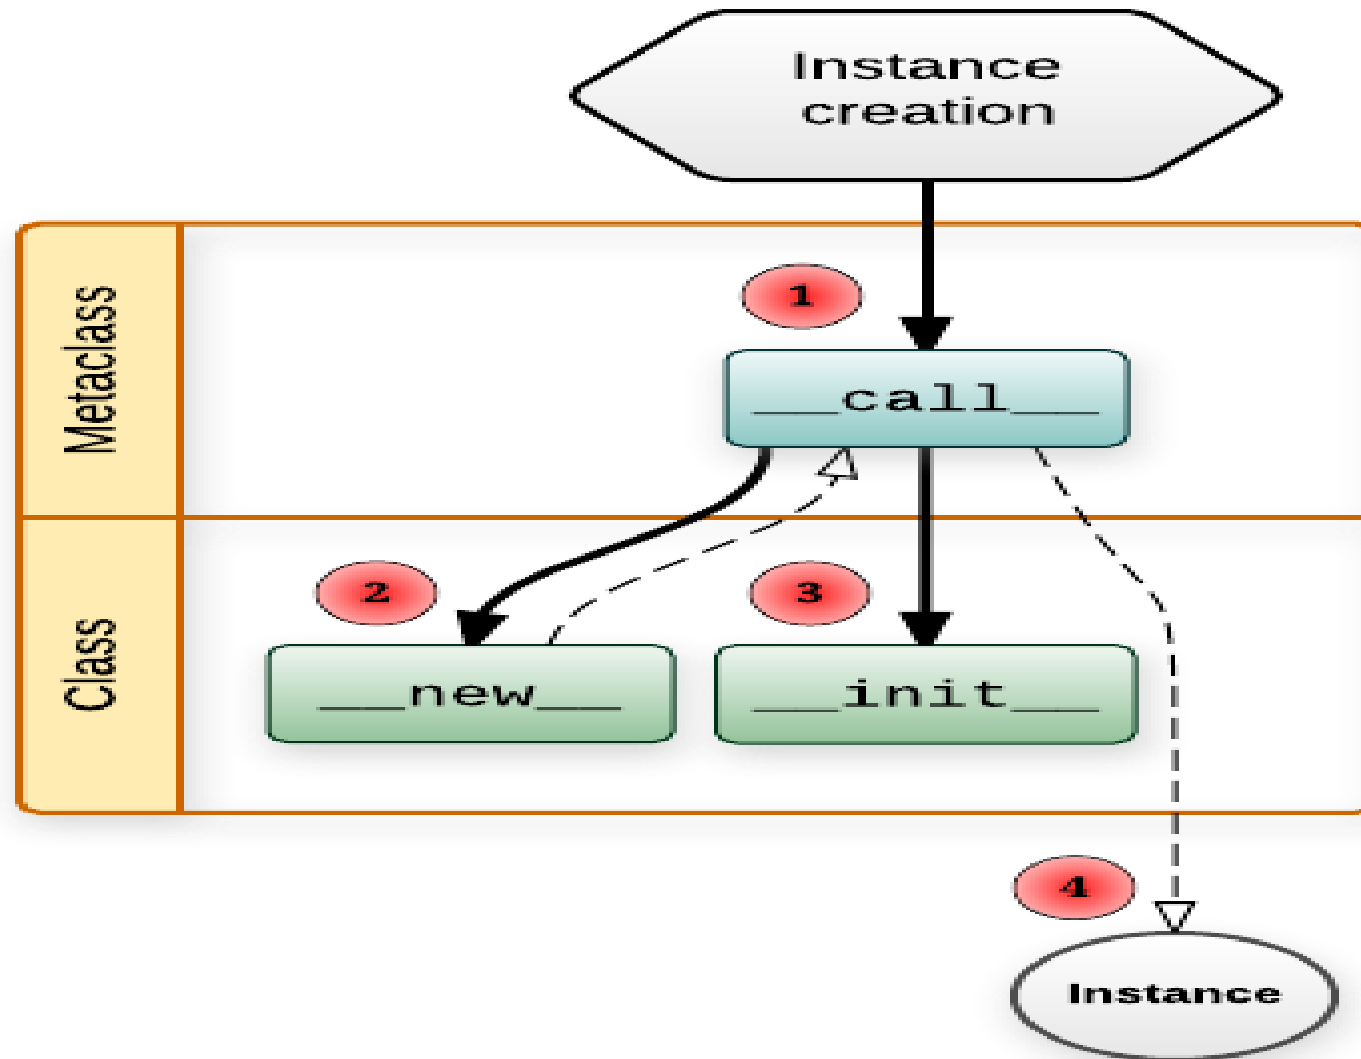 Instance
creation
Metaclass
1
__call__
Class
2
3
__new__
__init__
4
Instance